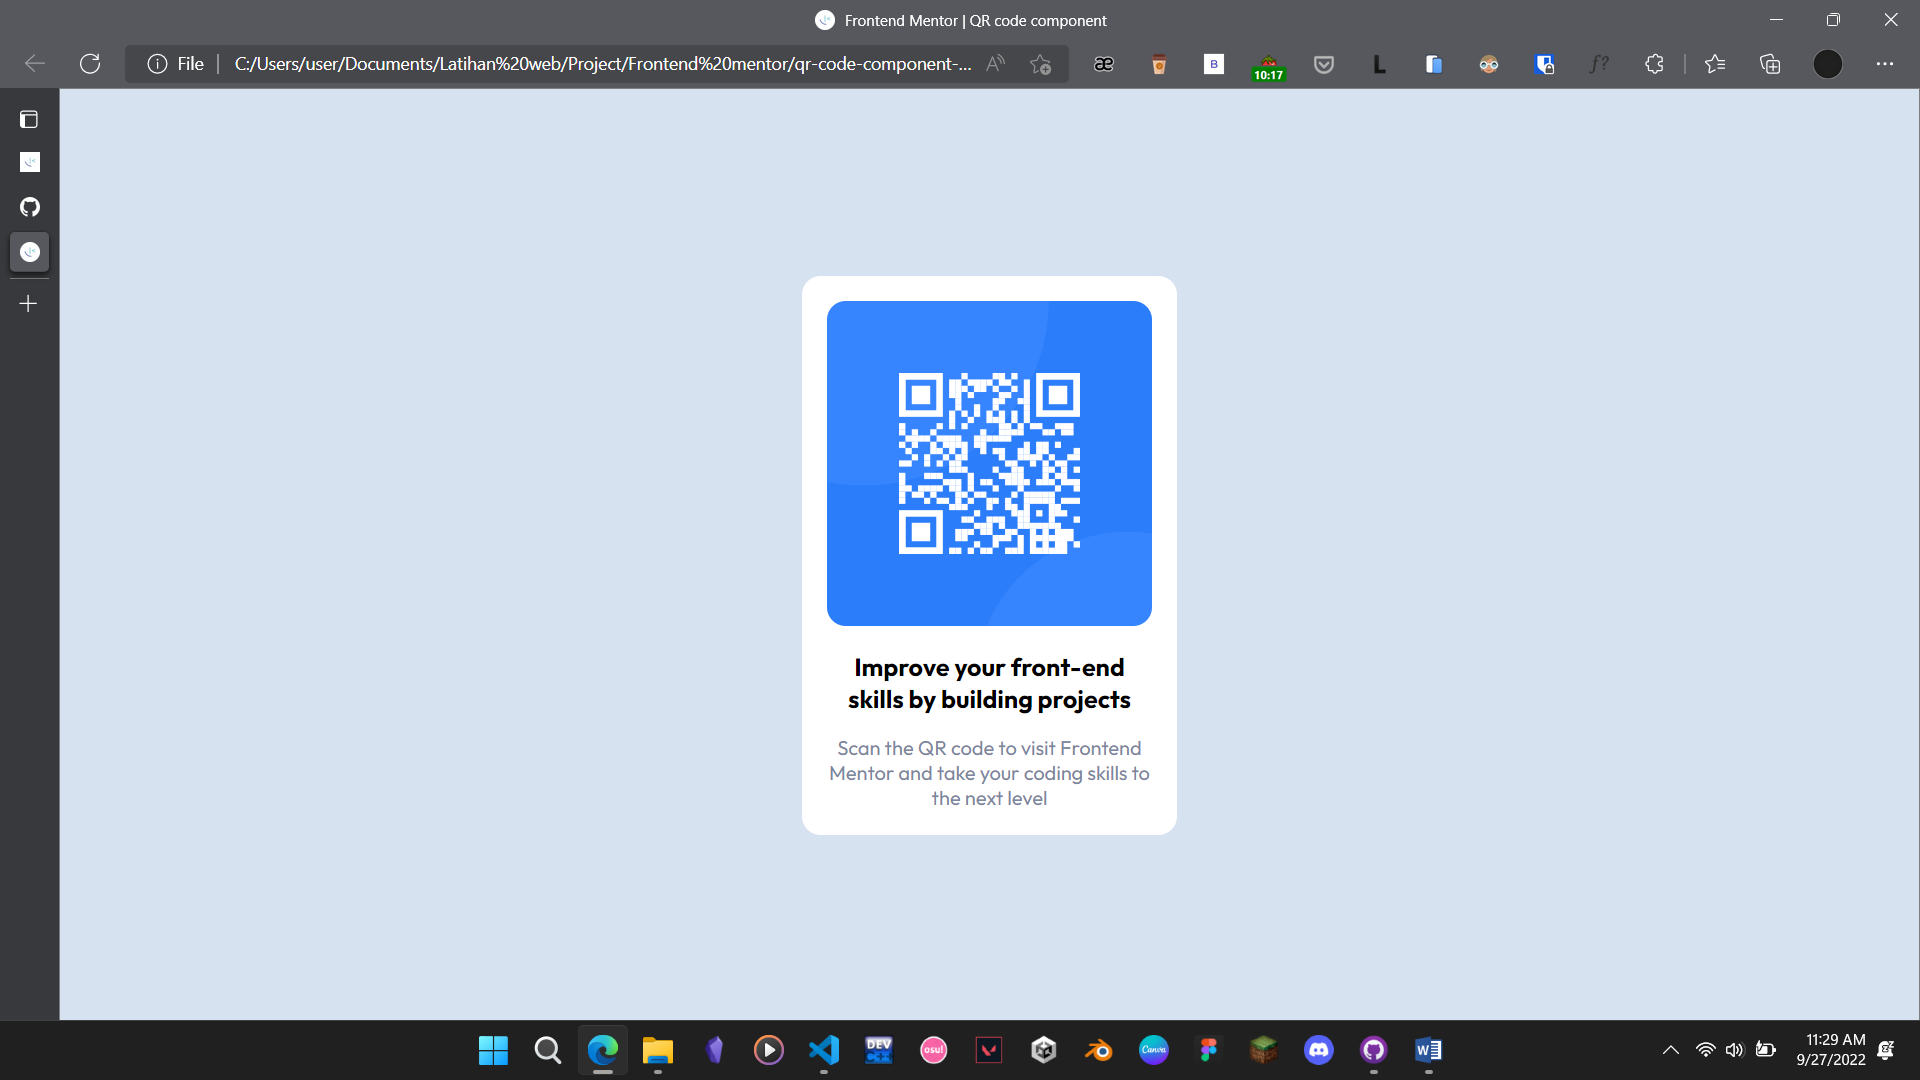 Frontend Mentor | QR code component
File
C:/Users/user/Documents/Latihan%20web/Project/Frontend%20mentor/qr-code-component-...
A
æ
B
10:17
L
f?
Improve your front-end
skills by building projects
Scan the QR code to visit Frontend
Mentor and take your coding skills to
the next level
DEV
osu!
Canva
W
11:29 AM
9/27/2022